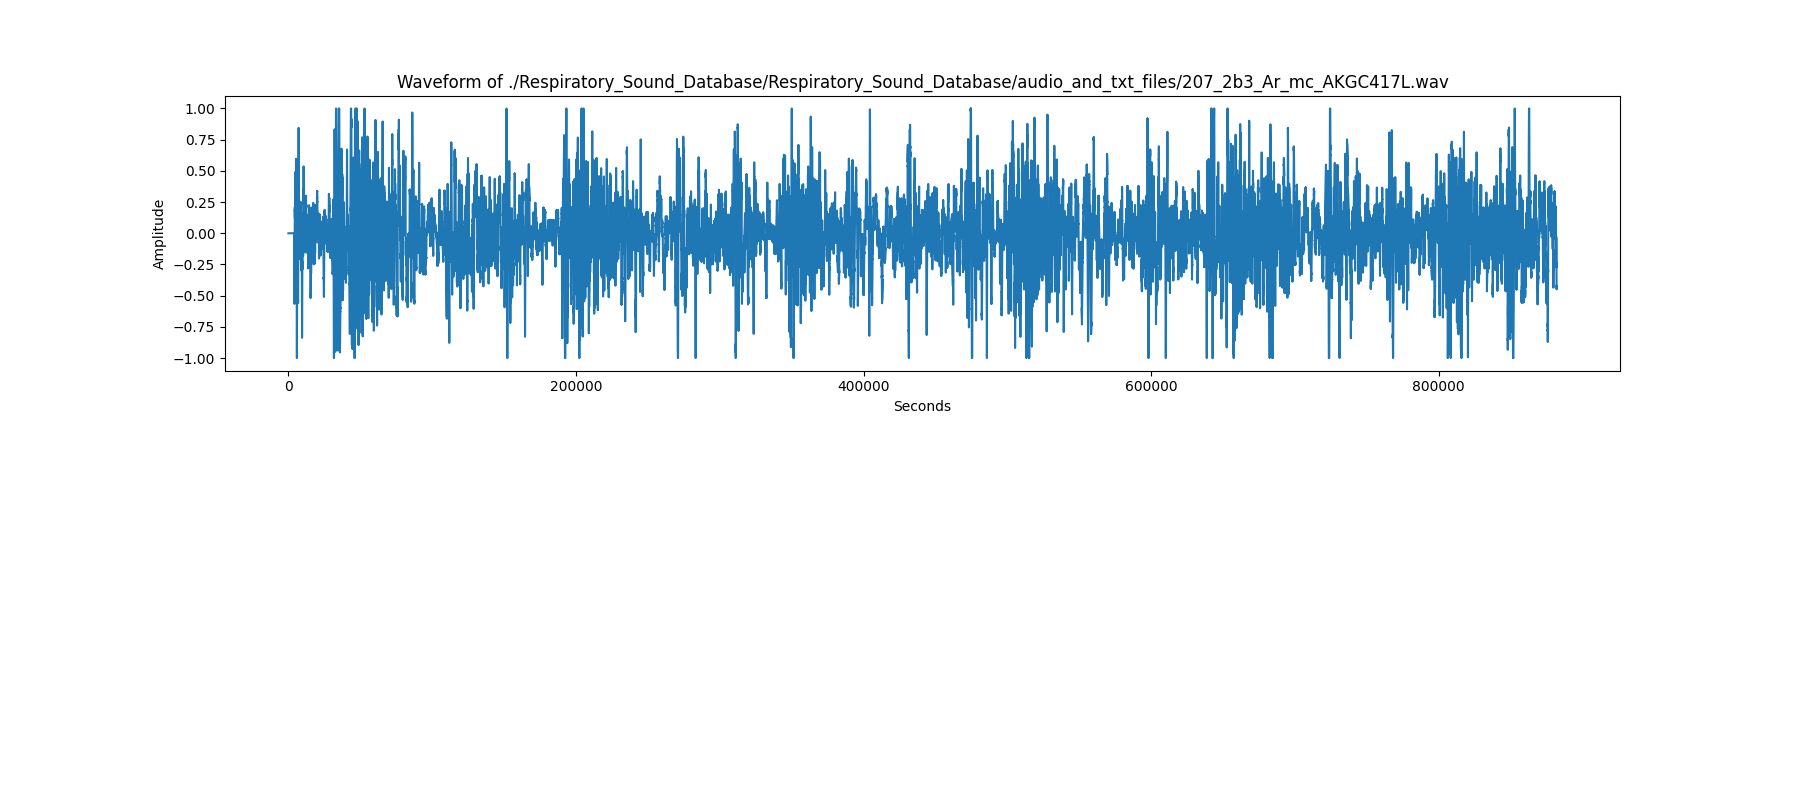 Waveform of ./Respiratory_Sound_Database/Respiratory_Sound_Database/audio_and_txt_files/207_2b3_Ar_mc_AKGC417L.wav
1.00
0.75
0.50
0.25
0.00
−0.25
−0.50
−0.75
−1.00
Amplitude
0 200000 400000 600000 800000
Seconds